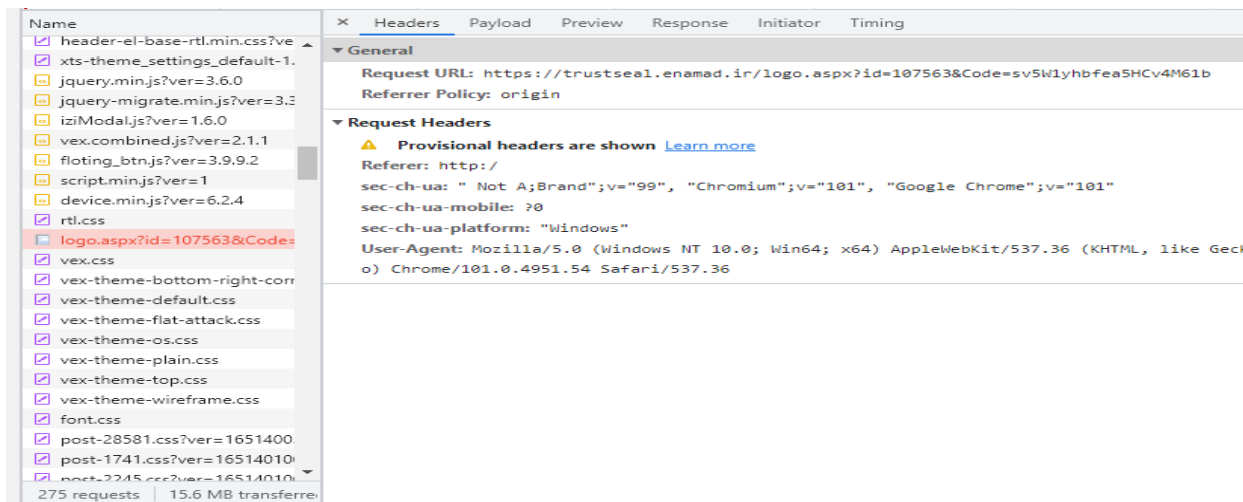 Name
header-el-base-rtl.min.css?ve
xts-theme_settings_default-1.
jquery.min.js?ver=3.6.0
jquery-migrate.min.js?ver=3.3
iziModal.js?ver=1.6.0
vex.combined.js?ver=2.1.1
floting_btn.js?ver=3.9.9.2
script.min.js?ver=1
device.min.js?ver=6.2.4
rtl.css
logo.aspx?id=107563&Code=
vex.css
vex-theme-bottom-right-corr
vex-theme-default.css
vex-theme-flat-attack.css
vex-theme-os.css
vex-theme-plain.css
vex-theme-top.css
vex-theme-wireframe.css
font.css
post-28581.css?ver=1651400
post-1741.css?ver=16514010
post-2245.css?ver=16514010
275 requests 15.6 MB transferre
× Headers Payload Preview Response Initiator Timing
General
Request URL: https://trustseal.enamad.ir/logo.aspx?id=107563&Code=sv5W1yhbfea5HCv4M61b
Referrer Policy: origin
Request Headers
Provisional headers are shown Learn more
Referer: http:/
sec-ch-ua: " Not A;Brand";v="99", "Chromium";v="101", "Google Chrome";v="101"
sec-ch-ua-mobile: ?0
sec-ch-ua-platform: "Windows"
User-Agent: Mozilla/5.0 (Windows NT 10.0; Win64; x64) AppleWebKit/537.36 (KHTML, like Geck
o) Chrome/101.0.4951.54 Safari/537.36